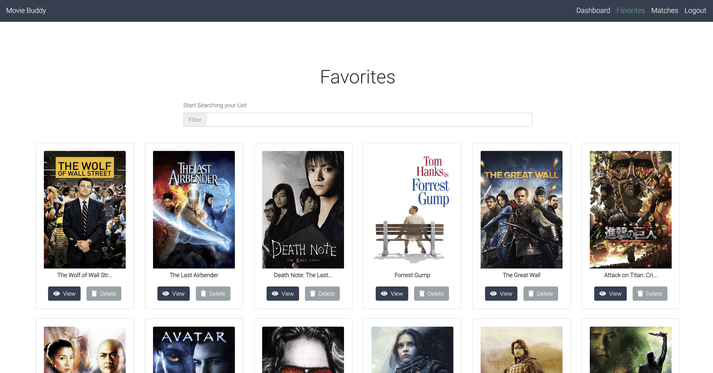 Movie Buddy
Dashboard Favorites Matches Logout
Favorites
Start Searching your List
Filter
THE WOLF
OF WALL STREET
THE LAST
AIRBENDER
DEATH NOTE
the Last name
Tom
Hanks is
Forrest
Gump
THE GREAT WALL
進撃の巨人
The Wolf of Wall Str...
The Last Airbender
Death Note: The Last...
Forrest Gump
The Great Wall
Attack on Titan: Cri...
View Delete View Delete View Delete View Delete View Delete View Delete
AVATAR